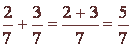 2/7 + 3/7 = (2 + 3)/7 = 5/7